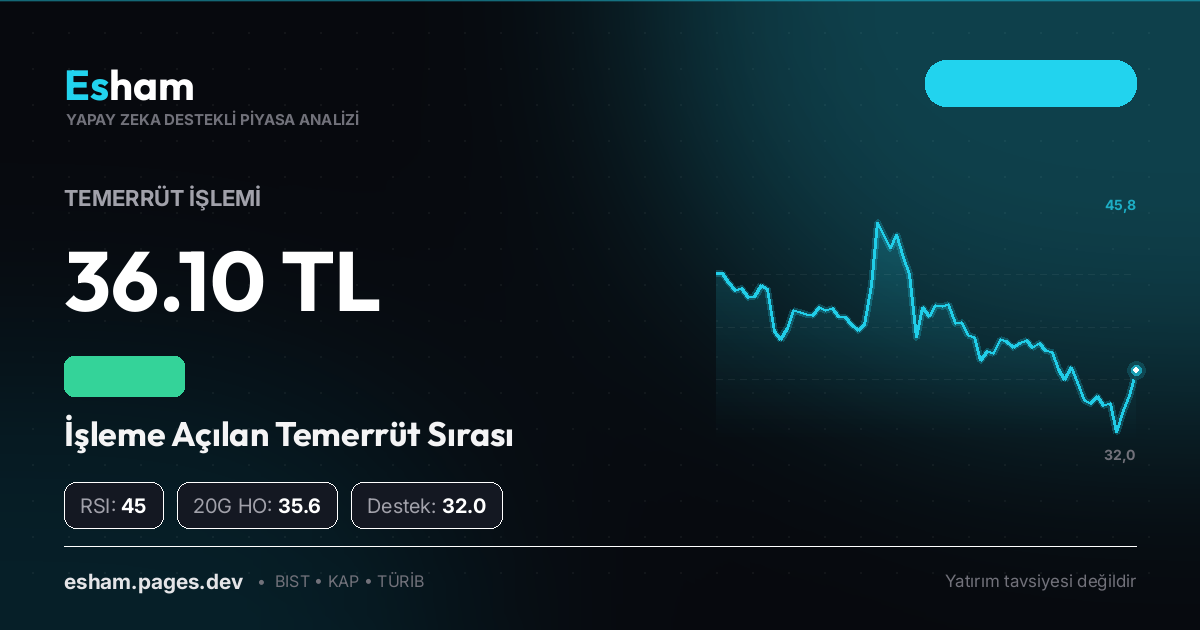 Esham
YAPAY ZEKA DESTEKLİ PİYASA ANALİZİ
TEMERRÜT İŞLEMİ
36.10 TL
45,8
32,0
İşleme Açılan Temerrüt Sırası
RSI: 45
20G HO: 35.6
Destek: 32.0
esham.pages.dev • BIST • KAP • TÜRİB
Yatırım tavsiyesi değildir